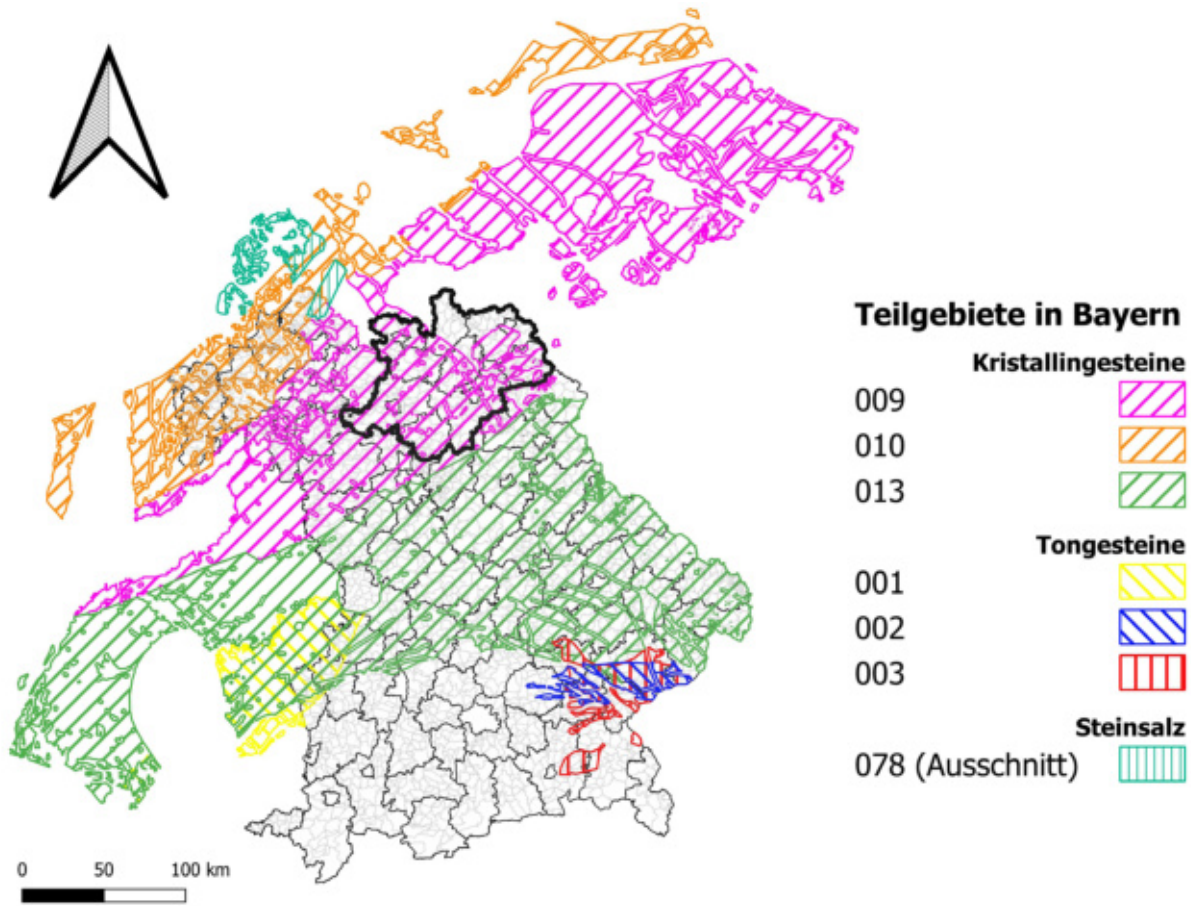 Teilgebiete in Bayern
Kristallingesteine
009
010
013
Tongesteine
001
002
003
Steinsalz
078 (Ausschnitt)
0 50 100 km